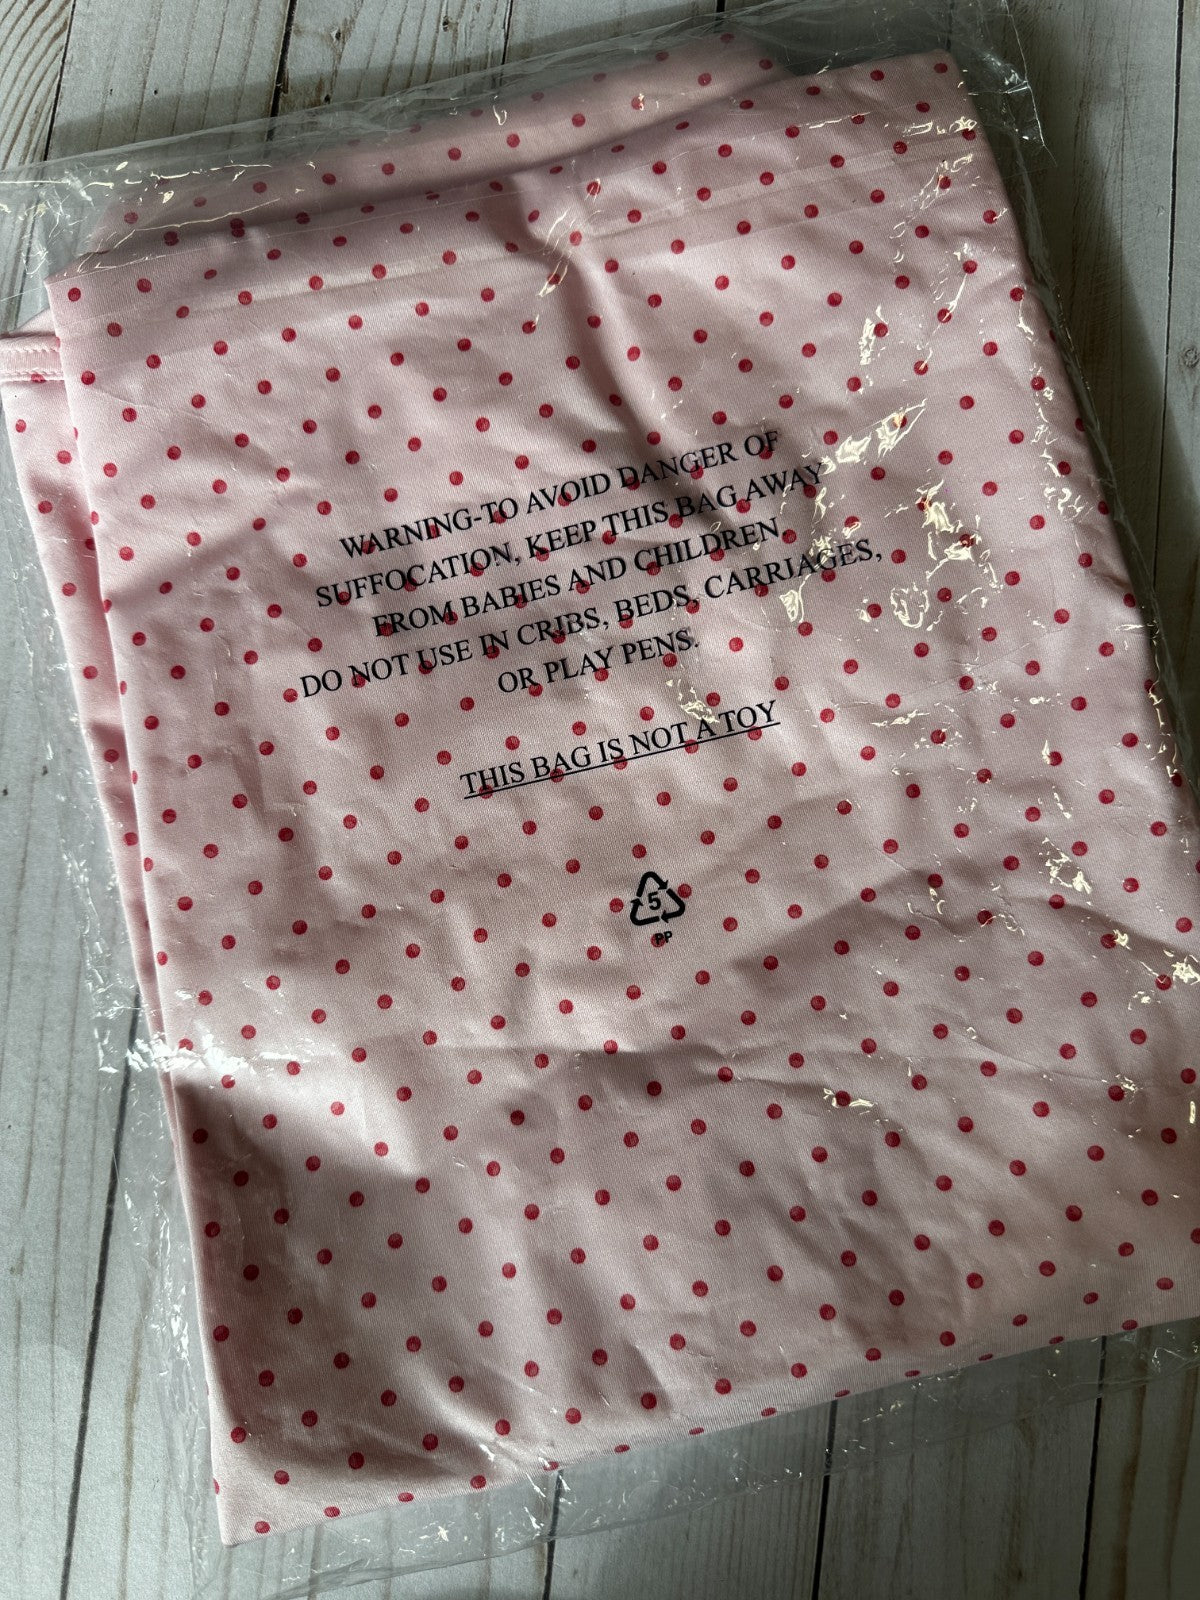 WARNING-TO AVOID DANGER OF
SUFFOCATION, KEEP THIS BAG AWAY
FROM BABIES AND CHILDREN.
DO NOT USE IN CRIBS, BEDS, CARRIAGES,
OR PLAY PENS.
THIS BAG IS NOT A TOY
5
PP